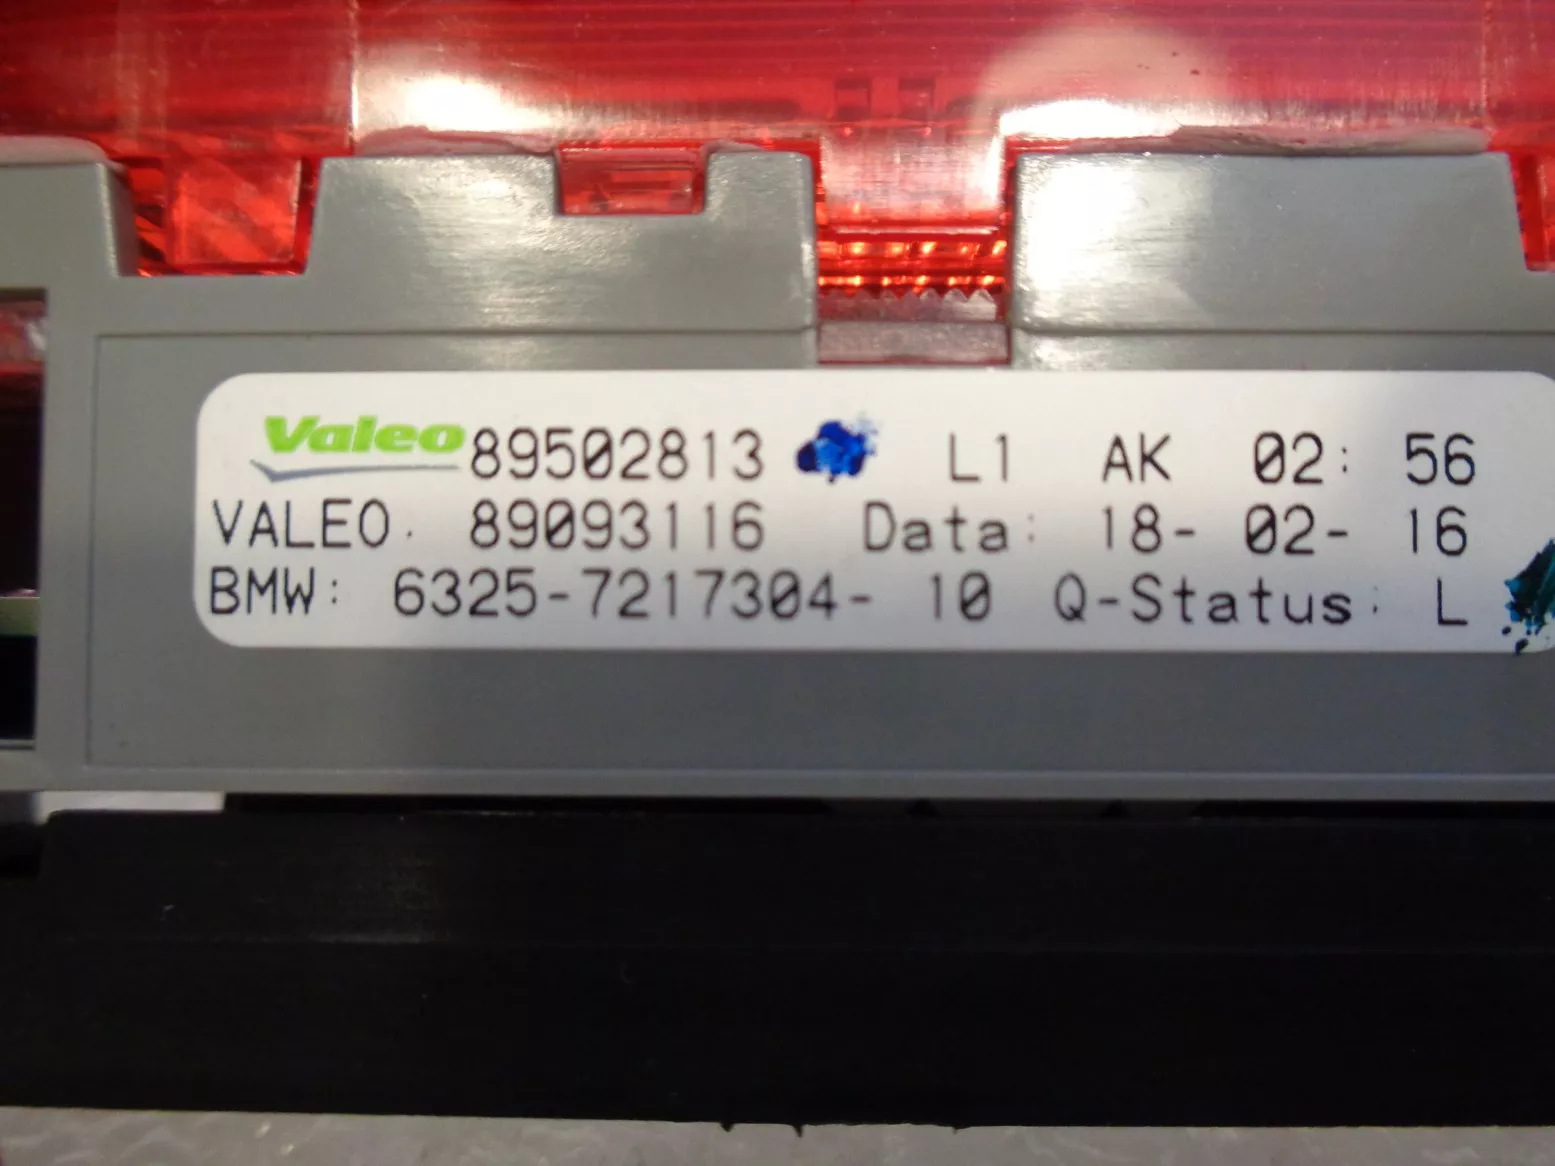 Valeo 89502813 L1 AK 02: 56
VALEO. 89093116 Data: 18- 02- 16
BMW: 6325-7217304- 10 Q-Status: L